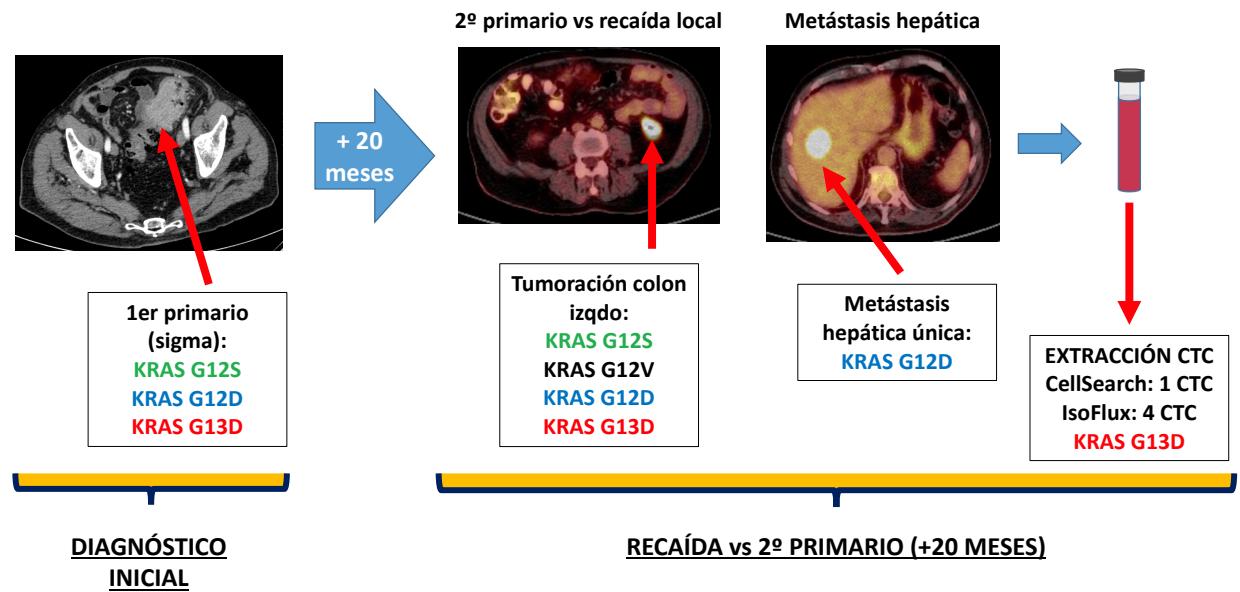 2º primario vs recaída local
Metástasis hepática
+ 20
meses
1er primario
(sigma):
KRAS G12S
KRAS G12D
KRAS G13D
Tumoración colon
izqdo:
KRAS G12S
KRAS G12V
KRAS G12D
KRAS G13D
Metástasis
hepática única:
KRAS G12D
EXTRACCIÓN CTC
CellSearch: 1 CTC
IsoFlux: 4 CTC
KRAS G13D
DIAGNÓSTICO
INICIAL
RECAÍDA vs 2º PRIMARIO (+20 MESES)